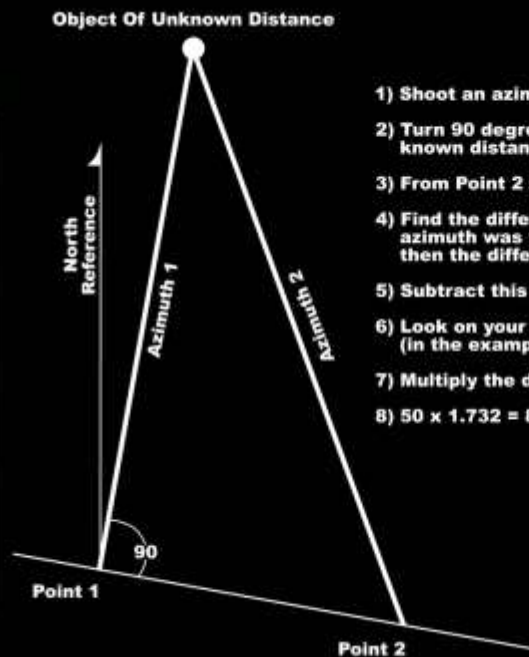 Object Of Unknown Distance
1) Shoot an azim
2) Turn 90 degre
known distan
3) From Point 2
4) Find the diffe
azimuth was
then the diffe
5) Subtract this
6) Look on your
(in the examp
7) Multiply the d
8) 50 x 1.732 = 8
North
Reference
Azimuth 1
Azimuth 2
90
Point 1
Point 2